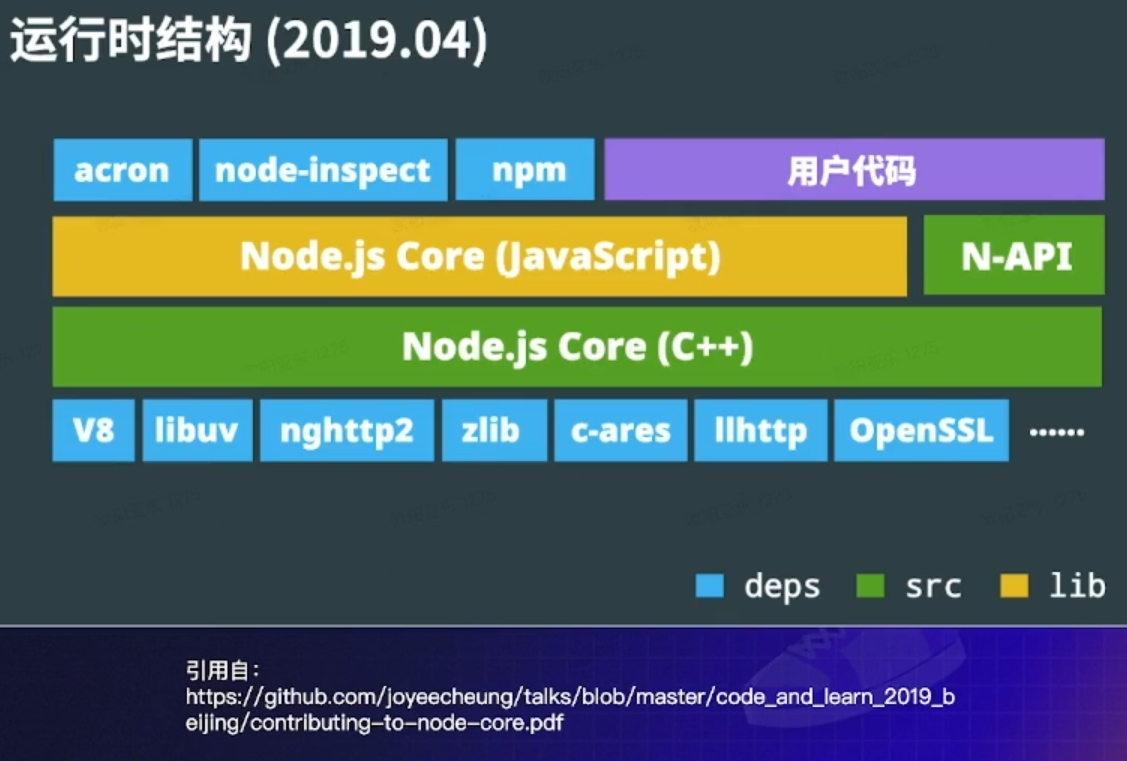 运行时结构 (2019.04)
acron node-inspect npm 用户代码
Node.js Core (JavaScript) N-API
Node.js Core (C++)
V8 libuv nghttp2 zlib c-ares llhttp OpenSSL ······
deps src lib
引用自：
https://github.com/joyeecheung/talks/blob/master/code_and_learn_2019_b
eijing/contributing-to-node-core.pdf